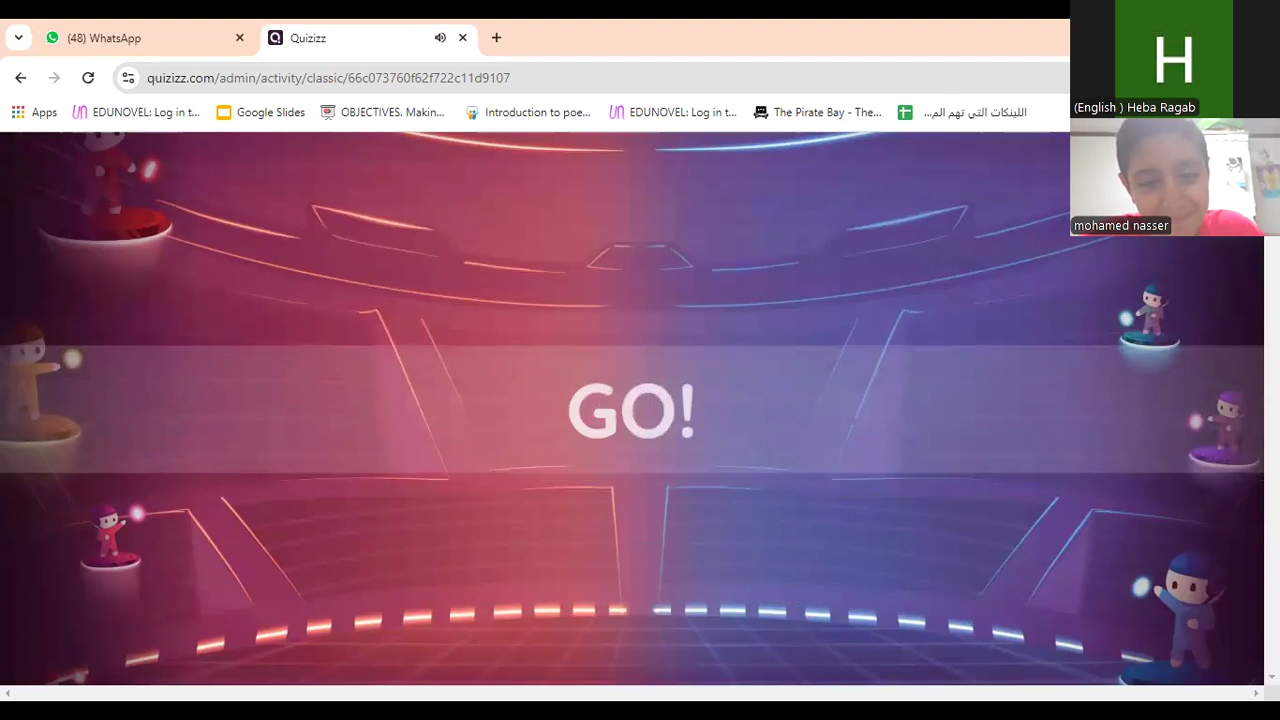 (48) WhatsApp
Quizizz
quizizz.com/admin/activity/classic/66c073760f62f722c11d9107
Apps
EDUNOVEL: Log in t...
Google Slides
OBJECTIVES. Makin...
Introduction to poe...
EDUNOVEL: Log in t...
The Pirate Bay - The...
اللينكات التي تهم الم...
H
(English ) Heba Ragab
mohamed nasser
GO!